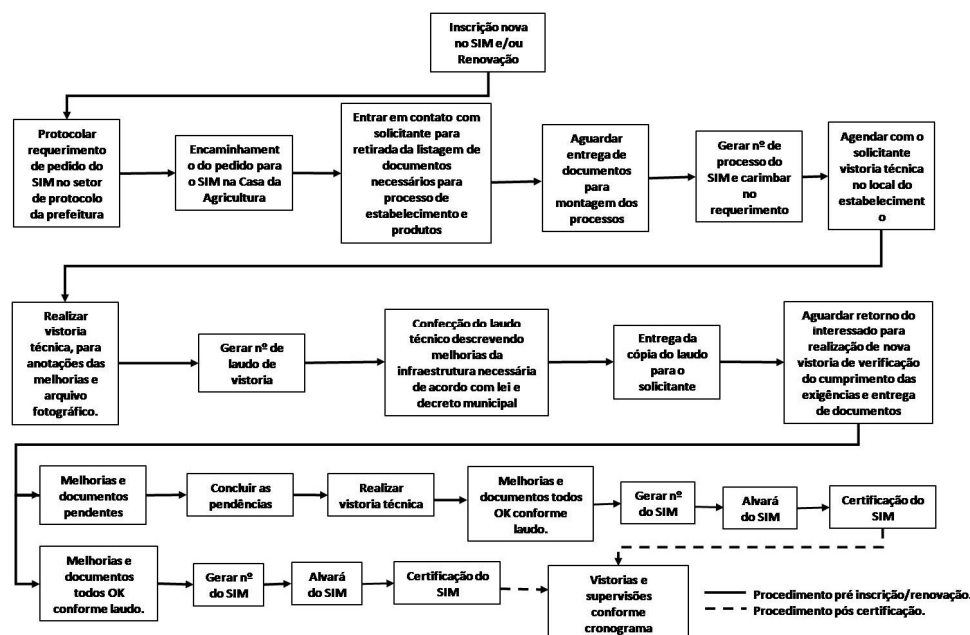 Inscrição nova
no SIM e/ou
Renovação
Protocolar
requerimento
de pedido do
SIM no setor
de protocolo
da prefeitura
Encaminhament
o do pedido para
o SIM na Casa da
Agricultura
Entrar em contato com
solicitante para
retirada da listagem de
documentos
necessários para
processo de
estabelecimento e
produtos
Aguardar
entrega de
documentos
para
montagem dos
processos
Gerar nº de
processo do
SIM e carimbar
no
requerimento
Agendar com o
solicitante
vistoria técnica
no local do
estabeleciment
o
Realizar
vistoria
técnica, para
anotações das
melhorias e
arquivo
fotográfico.
Gerar nº de
laudo de
vistoria
Confecção do laudo
técnico descrevendo
melhorias da
infraestrutura necessária
de acordo com lei e
decreto municipal
Entrega da
cópia do laudo
para o
solicitante
Aguardar retorno do
interessado para
realização de nova
vistoria de verificação
do cumprimento das
exigências e entrega
de documentos
Melhorias e
documentos
pendentes
Concluir as
pendências
Realizar
vistoria técnica
Melhorias e
documentos todos
OK conforme
laudo.
Gerar nº
do SIM
Alvará
do SIM
Certificação do
SIM
Melhorias e
documentos
todos OK
conforme laudo.
Gerar nº
do SIM
Alvará
do SIM
Certificação do
SIM
Vistorias e
supervisões
conforme
cronograma
Procedimento pré inscrição/renovação.
Procedimento pós certificação.